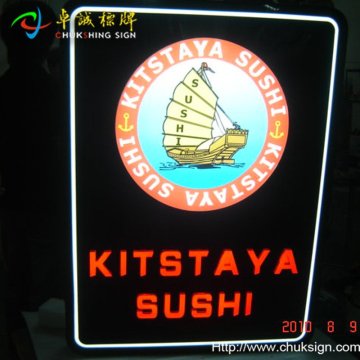 卓誠標牌
CHUKSHING SIGN
KITSTAYA SUSHI
KITSTAYA SUSHI
SUSHI
KITSTAYA
SUSHI
2010 8 9
Http://www.chuksign.com